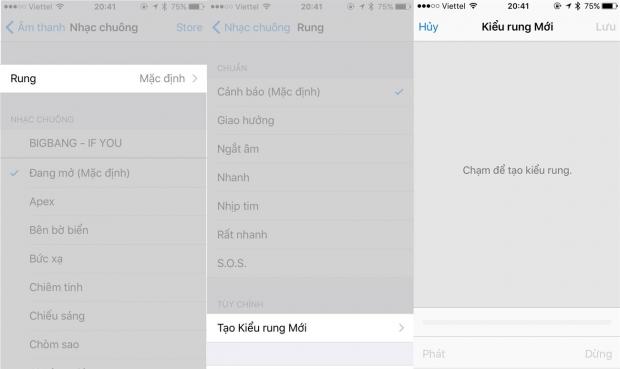 Viettel 20:41 75%
Âm thanh Nhạc chuông Store
Rung Mặc định
NHẠC CHUÔNG
BIGBANG - IF YOU
Đang mở (Mặc định)
Apex
Bên bờ biển
Bức xạ
Chiêm tinh
Chiếu sáng
Chòm sao
Viettel 20:41 75%
Nhạc chuông Rung
CHUẨN
Cảnh báo (Mặc định)
Giao hưởng
Ngắt âm
Nhanh
Nhịp tim
Rất nhanh
S.O.S.
TÙY CHỈNH
Tạo Kiểu rung Mới
Viettel 20:41 75%
Hủy Kiểu rung Mới Lưu
Chạm để tạo kiểu rung.
Phát Dừng